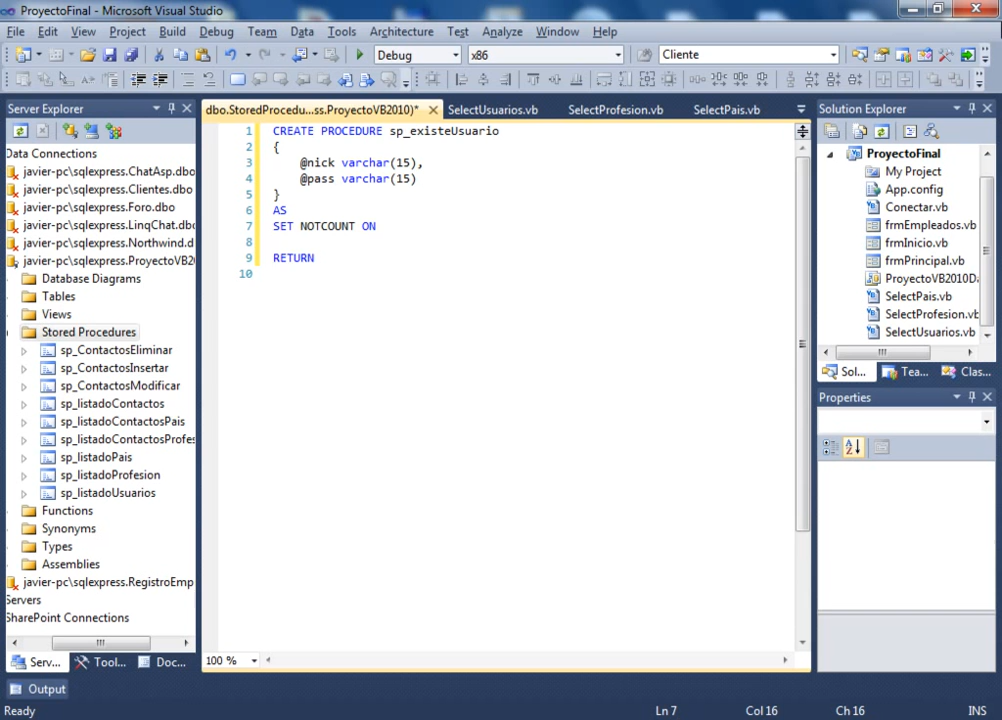 ProyectoFinal - Microsoft Visual Studio
File Edit View Project Build Debug Team Data Tools Architecture Test Analyze Window Help
Debug x86 Cliente
Server Explorer
Data Connections
javier-pc\sqlexpress.ChatAsp.dbo
javier-pc\sqlexpress.Clientes.dbo
javier-pc\sqlexpress.Foro.dbo
javier-pc\sqlexpress.LinqChat.dbo
javier-pc\sqlexpress.Northwind.d
javier-pc\sqlexpress.ProyectoVB2
Database Diagrams
Tables
Views
Stored Procedures
sp_ContactosEliminar
sp_ContactosInsertar
sp_ContactosModificar
sp_listadoContactos
sp_listadoContactosPais
sp_listadoContactosProfes
sp_listadoPais
sp_listadoProfesion
sp_listadoUsuarios
Functions
Synonyms
Types
Assemblies
javier-pc\sqlexpress.RegistroEmp
Servers
SharePoint Connections
Serv... Tool... Doc...
dbo.StoredProcedu...ss.ProyectoVB2010)* SelectUsuarios.vb SelectProfesion.vb SelectPais.vb
1 CREATE PROCEDURE sp_existeUsuario
2 {
3 @nick varchar(15),
4 @pass varchar(15)
5 }
6 AS
7 SET NOTCOUNT ON
8
9 RETURN
10
100 %
Solution Explorer
ProyectoFinal
My Project
App.config
Conectar.vb
frmEmpleados.vb
frmInicio.vb
frmPrincipal.vb
ProyectoVB2010Da
SelectPais.vb
SelectProfesion.vb
SelectUsuarios.vb
Sol... Tea... Clas...
Properties
Output
Ready Ln 7 Col 16 Ch 16 INS